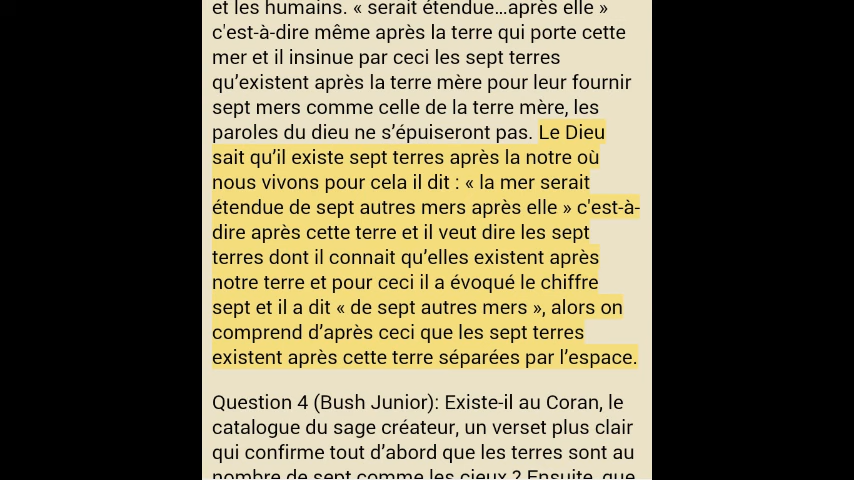 et les humains. « serait étendue…après elle »
c'est-à-dire même après la terre qui porte cette
mer et il insinue par ceci les sept terres
qu’existent après la terre mère pour leur fournir
sept mers comme celle de la terre mère, les
paroles du dieu ne s’épuiseront pas. Le Dieu
sait qu’il existe sept terres après la notre où
nous vivons pour cela il dit : « la mer serait
étendue de sept autres mers après elle » c'est-à-
dire après cette terre et il veut dire les sept
terres dont il connait qu’elles existent après
notre terre et pour ceci il a évoqué le chiffre
sept et il a dit « de sept autres mers », alors on
comprend d’après ceci que les sept terres
existent après cette terre séparées par l’espace.
Question 4 (Bush Junior): Existe-il au Coran, le
catalogue du sage créateur, un verset plus clair
qui confirme tout d’abord que les terres sont au
nombre de sept comme les cieux ? Ensuite, que